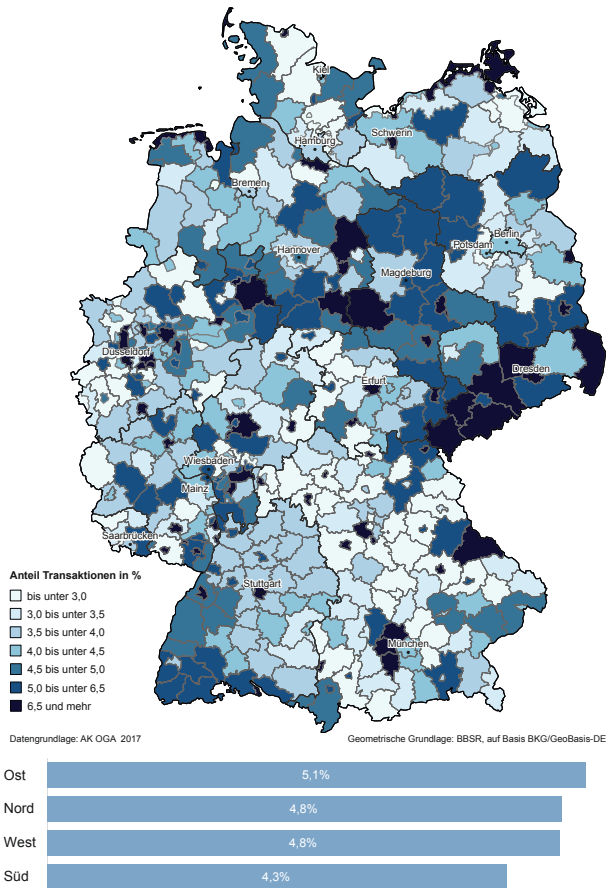 Kiel
Schwerin
Hamburg
Bremen
Berlin
Potsdam
Hannover
Magdeburg
Düsseldorf
Dresden
Erfurt
Wiesbaden
Mainz
Saarbrücken
Stuttgart
München
Anteil Transaktionen in %
bis unter 3,0
3,0 bis unter 3,5
3,5 bis unter 4,0
4,0 bis unter 4,5
4,5 bis unter 5,0
5,0 bis unter 6,5
6,5 und mehr
Datengrundlage: AK OGA 2017
Geometrische Grundlage: BBSR, auf Basis BKG/GeoBasis-DE
Ost 5,1%
Nord 4,8%
West 4,8%
Süd 4,3%